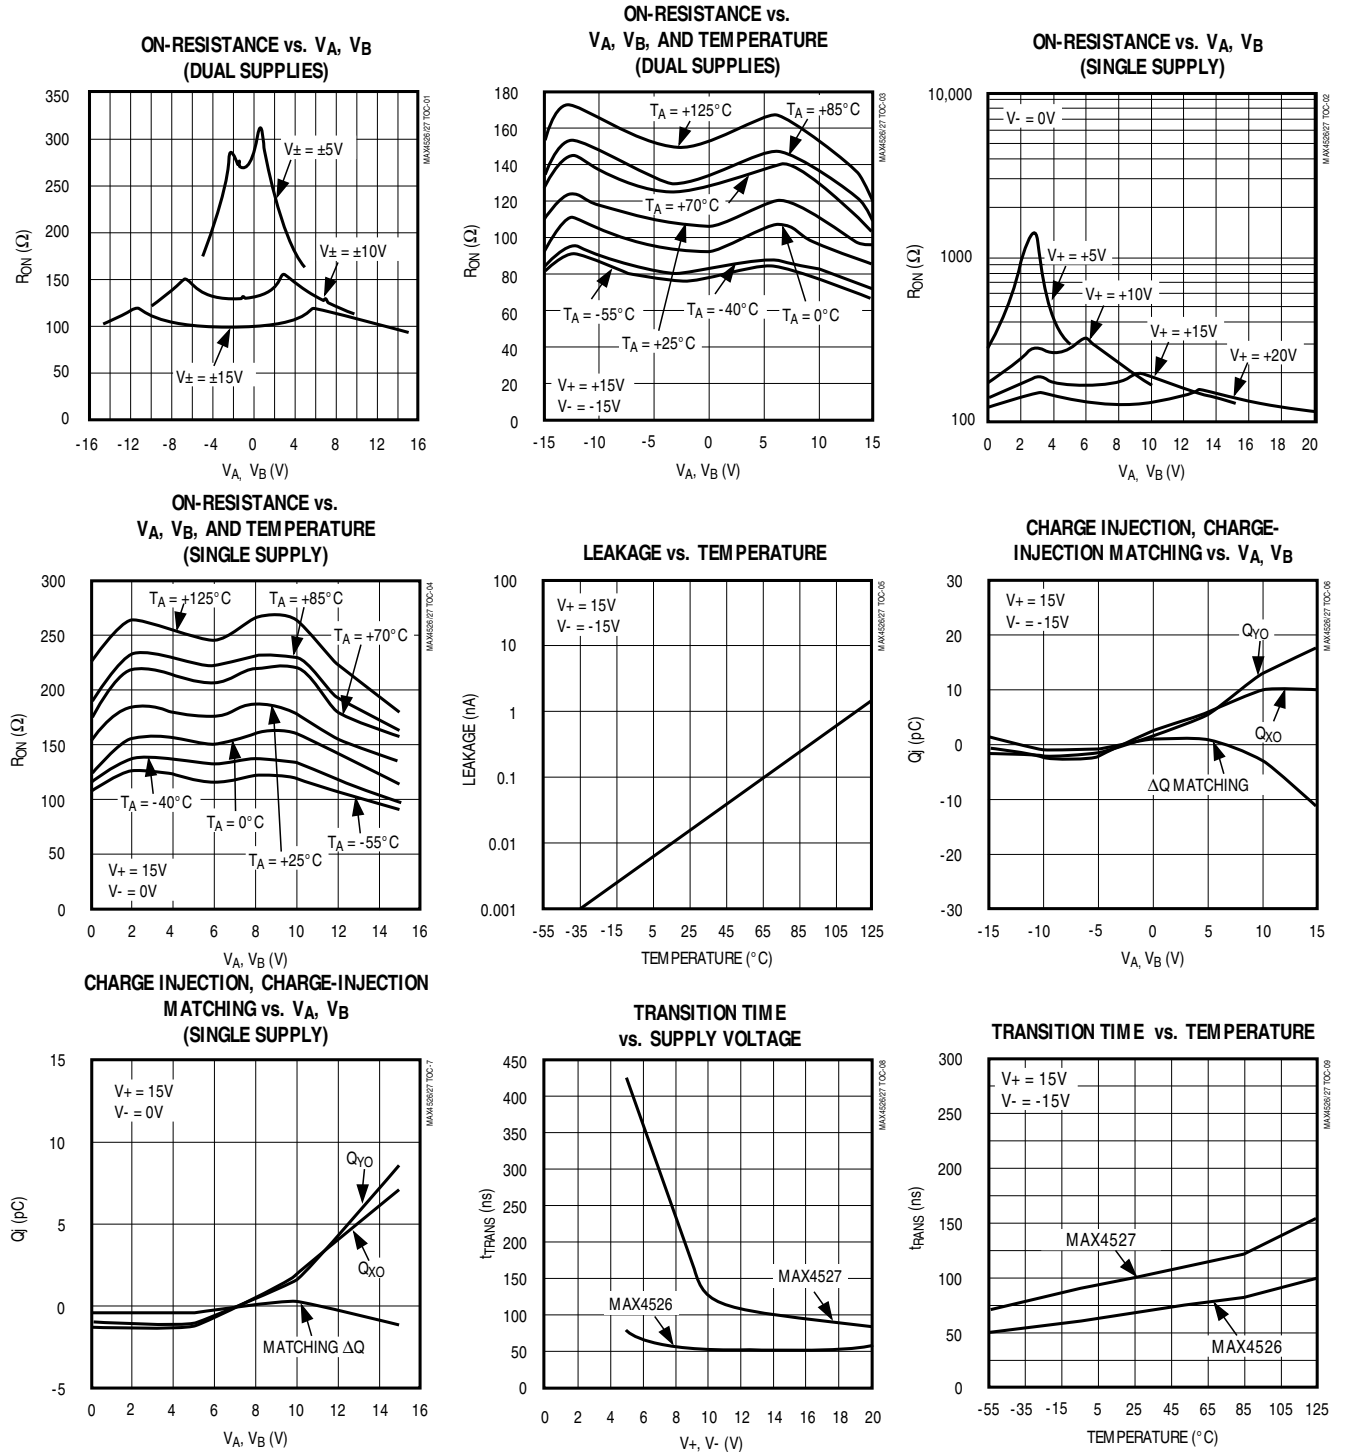 ON-RESISTANCE vs. VA, VB
(DUAL SUPPLIES)
MAX4526/27 TOC-01
350
300
250
200
150
100
50
0
RON (Ω)
V± = ±5V
V± = ±10V
V± = ±15V
-16 -12 -8 -4 0 4 8 12 16
VA, VB (V)
ON-RESISTANCE vs.
VA, VB, AND TEMPERATURE
(DUAL SUPPLIES)
MAX4526/27 TOC-03
180
160
140
120
100
80
60
40
20
0
RON (Ω)
TA = +125°C
TA = +85°C
TA = +70°C
TA = -55°C
TA = -40°C
TA = 0°C
TA = +25°C
V+ = +15V
V- = -15V
-15 -10 -5 0 5 10 15
VA, VB (V)
ON-RESISTANCE vs. VA, VB
(SINGLE SUPPLY)
MAX4526/27 TOC-02
10,000
1000
100
RON (Ω)
V- = 0V
V+ = +5V
V+ = +10V
V+ = +15V
V+ = +20V
0 2 4 6 8 10 12 14 16 18 20
VA, VB (V)
ON-RESISTANCE vs.
VA, VB, AND TEMPERATURE
(SINGLE SUPPLY)
MAX4526/27 TOC-04
300
250
200
150
100
50
0
RON (Ω)
TA = +125°C
TA = +85°C
TA = +70°C
TA = -40°C
TA = 0°C
TA = -55°C
TA = +25°C
V+ = 15V
V- = 0V
0 2 4 6 8 10 12 14 16
VA, VB (V)
LEAKAGE vs. TEMPERATURE
MAX4526/27 TOC-05
100
10
1
0.1
0.01
0.001
LEAKAGE (nA)
V+ = 15V
V- = -15V
-55 -35 -15 5 25 45 65 85 105 125
TEMPERATURE (°C)
CHARGE INJECTION, CHARGE-
INJECTION MATCHING vs. VA, VB
MAX4526/27 TOC-06
30
20
10
0
-10
-20
-30
Qj (pC)
V+ = 15V
V- = -15V
QYO
QXO
ΔQ MATCHING
-15 -10 -5 0 5 10 15
VA, VB (V)
CHARGE INJECTION, CHARGE-INJECTION
MATCHING vs. VA, VB
(SINGLE SUPPLY)
MAX4526/27 TOC-7
15
10
5
0
-5
Qj (pC)
V+ = 15V
V- = 0V
QYO
QXO
MATCHING ΔQ
0 2 4 6 8 10 12 14 16
VA, VB (V)
TRANSITION TIME
vs. SUPPLY VOLTAGE
MAX4526/27 TOC-08
450
400
350
300
250
200
150
100
50
0
tTRANS (ns)
MAX4527
MAX4526
0 2 4 6 8 10 12 14 16 18 20
V+, V- (V)
TRANSITION TIME vs. TEMPERATURE
MAX4526/27 TOC-09
300
250
200
150
100
50
0
tRANS (ns)
V+ = 15V
V- = -15V
MAX4527
MAX4526
-55 -35 -15 5 25 45 65 85 105 125
TEMPERATURE (°C)